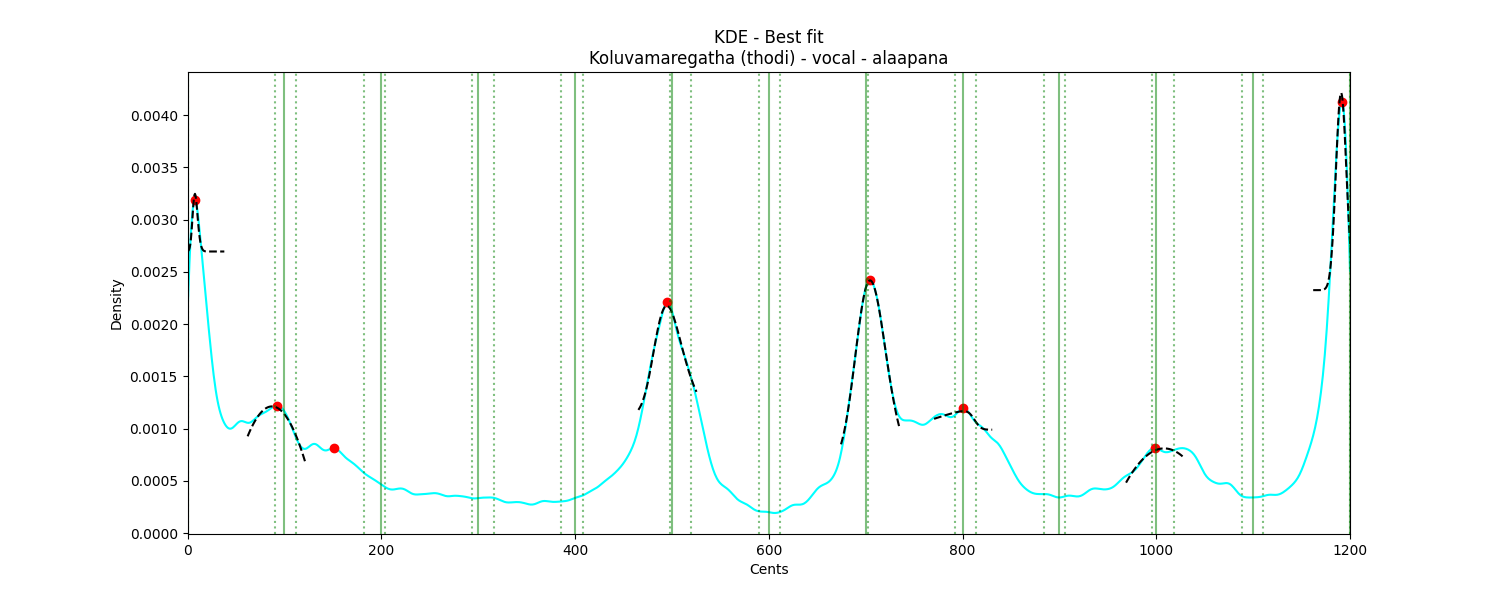 KDE - Best fit
Koluvamaregatha (thodi) - vocal - alaapana
Density
0.0040
0.0035
0.0030
0.0025
0.0020
0.0015
0.0010
0.0005
0.0000
0 200 400 600 800 1000 1200
Cents